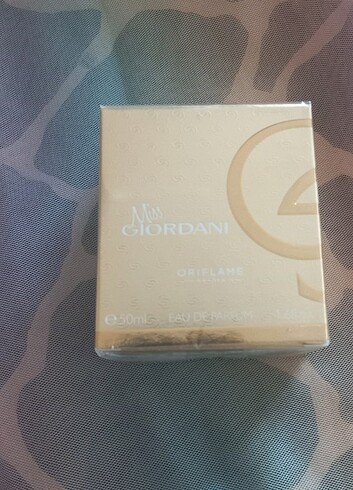 Miss
GIORDANI
ORIFLAME
℮50ml EAU DE PARFUM